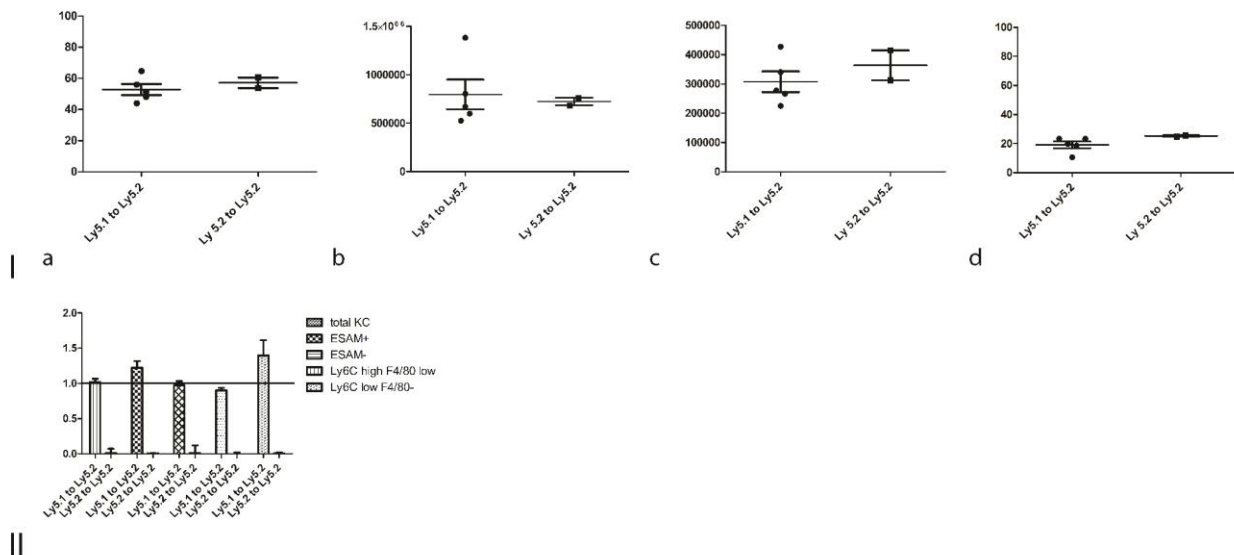 100
80
60
40
20
0
Ly5.1 to Ly5.2
Ly 5.2 to Ly5.2
a
1.5×10⁰⁶
1000000
500000
0
Ly5.1 to Ly5.2
Ly 5.2 to Ly5.2
b
500000
400000
300000
200000
100000
0
Ly5.1 to Ly5.2
Ly 5.2 to Ly5.2
c
100
80
60
40
20
0
Ly5.1 to Ly5.2
Ly 5.2 to Ly5.2
d
I
2.0
1.5
1.0
0.5
0.0
Ly5.1 to Ly5.2
Ly5.2 to Ly5.2
Ly5.1 to Ly5.2
Ly5.2 to Ly5.2
Ly5.1 to Ly5.2
Ly5.2 to Ly5.2
Ly5.1 to Ly5.2
Ly5.2 to Ly5.2
Ly5.1 to Ly5.2
Ly5.2 to Ly5.2
total KC
ESAM+
ESAM-
Ly6C high F4/80 low
Ly6C low F4/80-
II